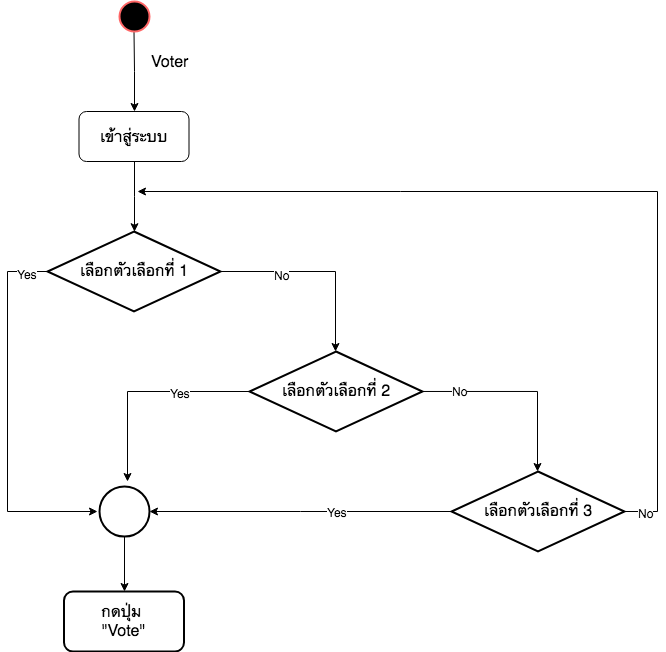 Voter
เข้าสู่ระบบ
เลือกตัวเลือกที่ 1
Yes
No
เลือกตัวเลือกที่ 2
Yes
No
เลือกตัวเลือกที่ 3
Yes
No
กดปุ่ม
"Vote"